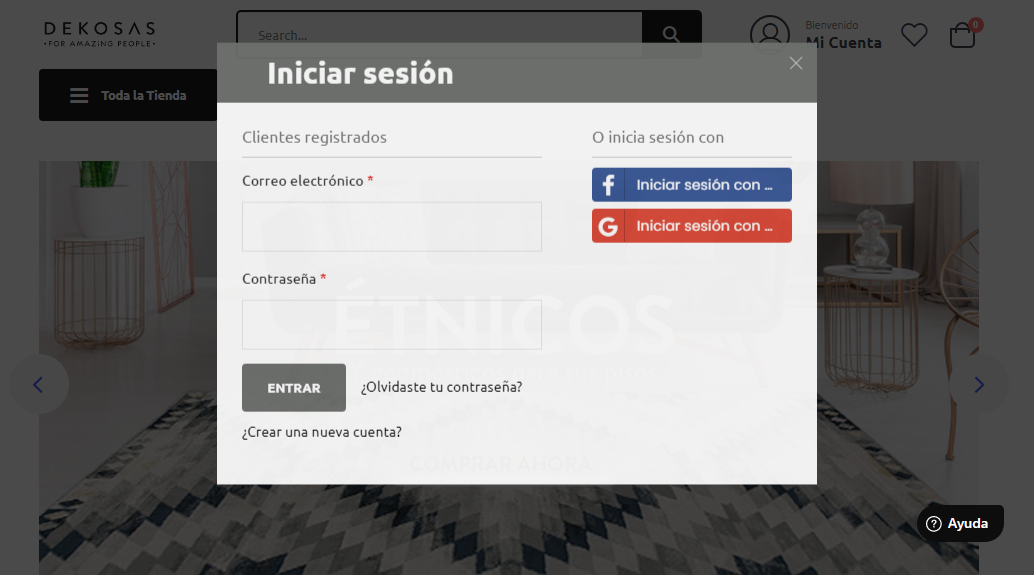 DEKOSAS
•FOR AMAZING PEOPLE•
Search...
Bienvenido
Mi Cuenta
0
Toda la Tienda
Iniciar sesión
Clientes registrados
Correo electrónico *
Contraseña *
ENTRAR
¿Olvidaste tu contraseña?
¿Crear una nueva cuenta?
O inicia sesión con
Iniciar sesión con ...
Iniciar sesión con ...
ÉTNICOS
COMPRAR AHORA
Ayuda